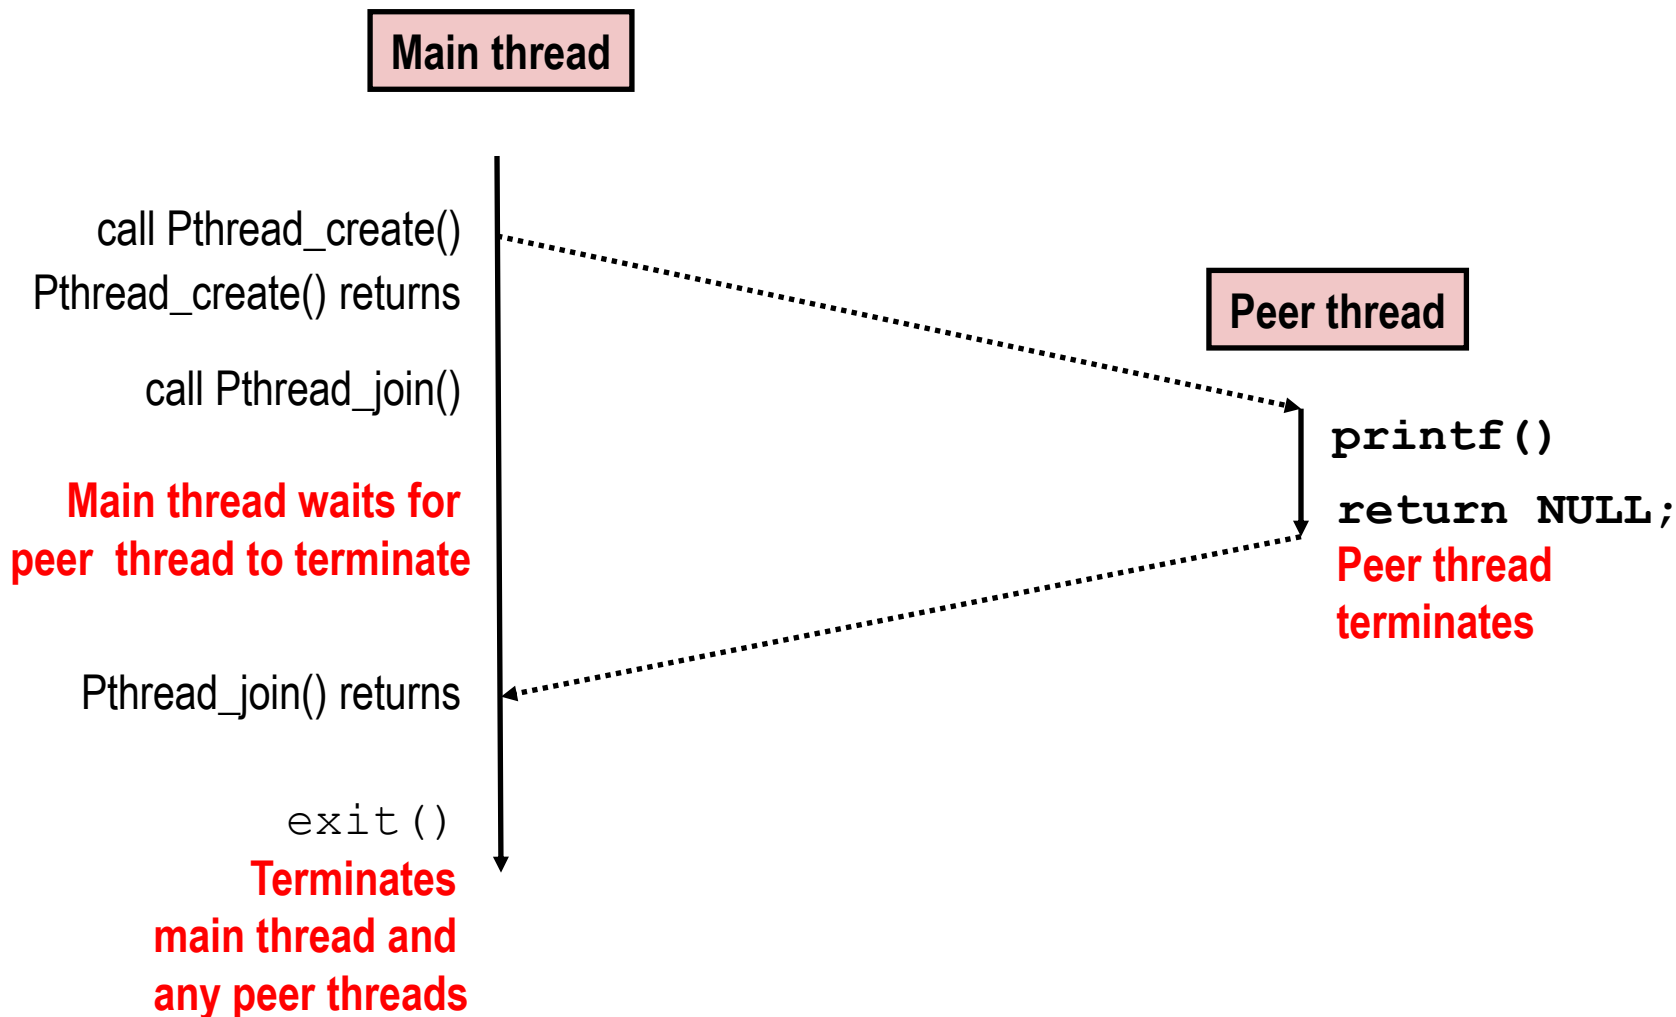 Main thread
call Pthread_create()
Pthread_create() returns
Peer thread
call Pthread_join()
printf()
Main thread waits for
peer  thread to terminate
return NULL;
Peer thread
terminates
Pthread_join() returns
exit()
Terminates
main thread and
any peer threads